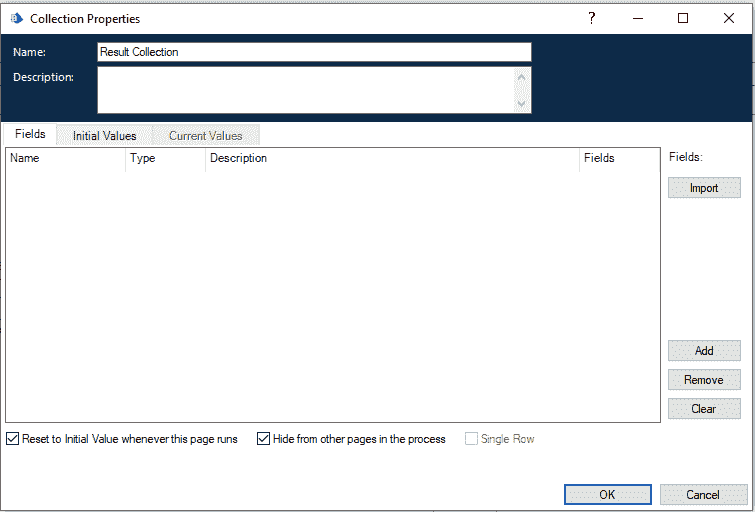 Collection Properties
?
Name: Result Collection
Description:
Fields Initial Values Current Values
Name Type Description Fields Fields:
Import
Add
Remove
Clear
Reset to Initial Value whenever this page runs Hide from other pages in the process Single Row
OK Cancel